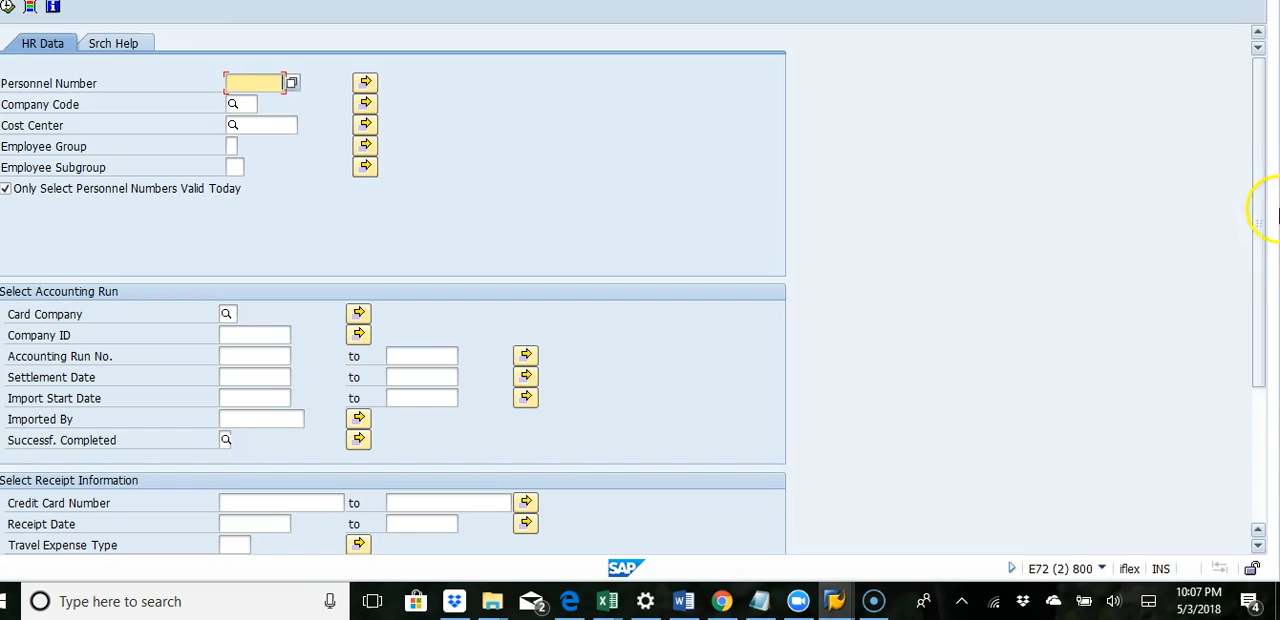 HR Data Srch Help
Personnel Number
Company Code
Cost Center
Employee Group
Employee Subgroup
Only Select Personnel Numbers Valid Today
Select Accounting Run
Card Company
Company ID
Accounting Run No. to
Settlement Date to
Import Start Date to
Imported By
Successf. Completed
Select Receipt Information
Credit Card Number to
Receipt Date to
Travel Expense Type
SAP E72 (2) 800 iflex INS
Type here to search 2 10:07 PM
5/3/2018 4